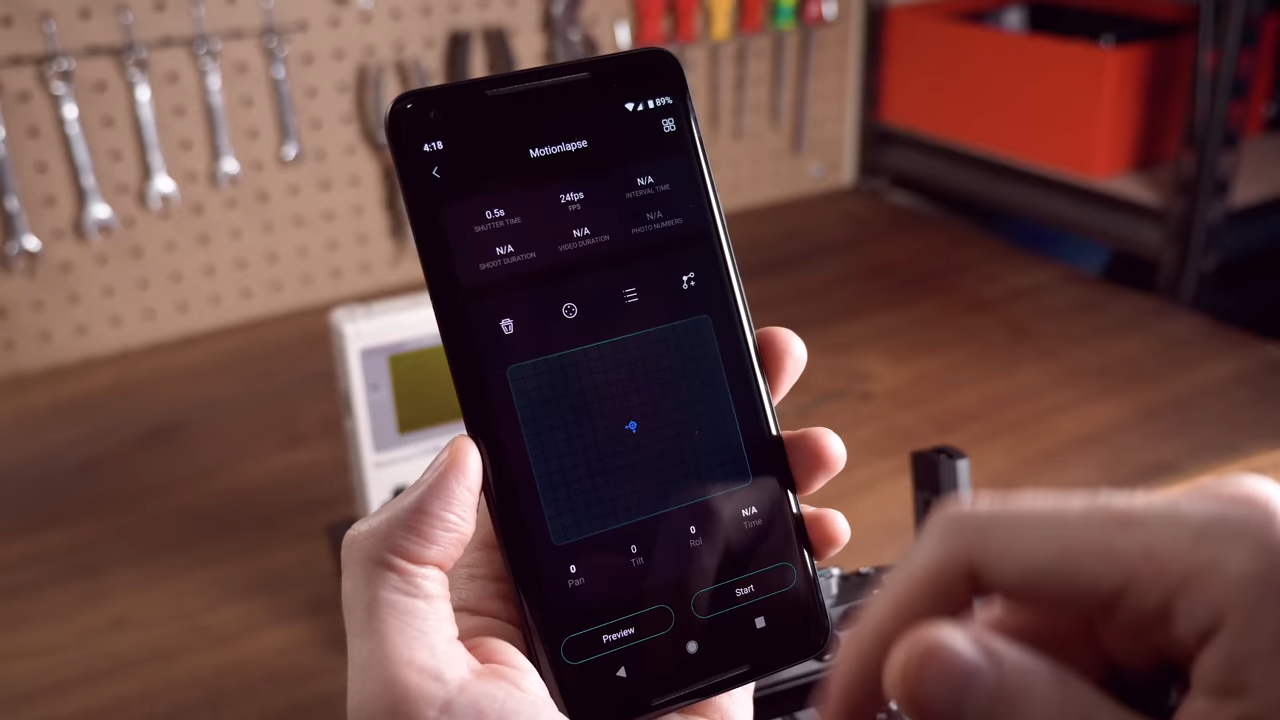 4:18
89%
Motionlapse
0.5s
SHUTTER TIME
24fps
FPS
N/A
INTERVAL TIME
N/A
SHOOT DURATION
N/A
VIDEO DURATION
N/A
PHOTO NUMBERS
0
Pan
0
Tilt
0
Rol
N/A
Time
Preview
Start